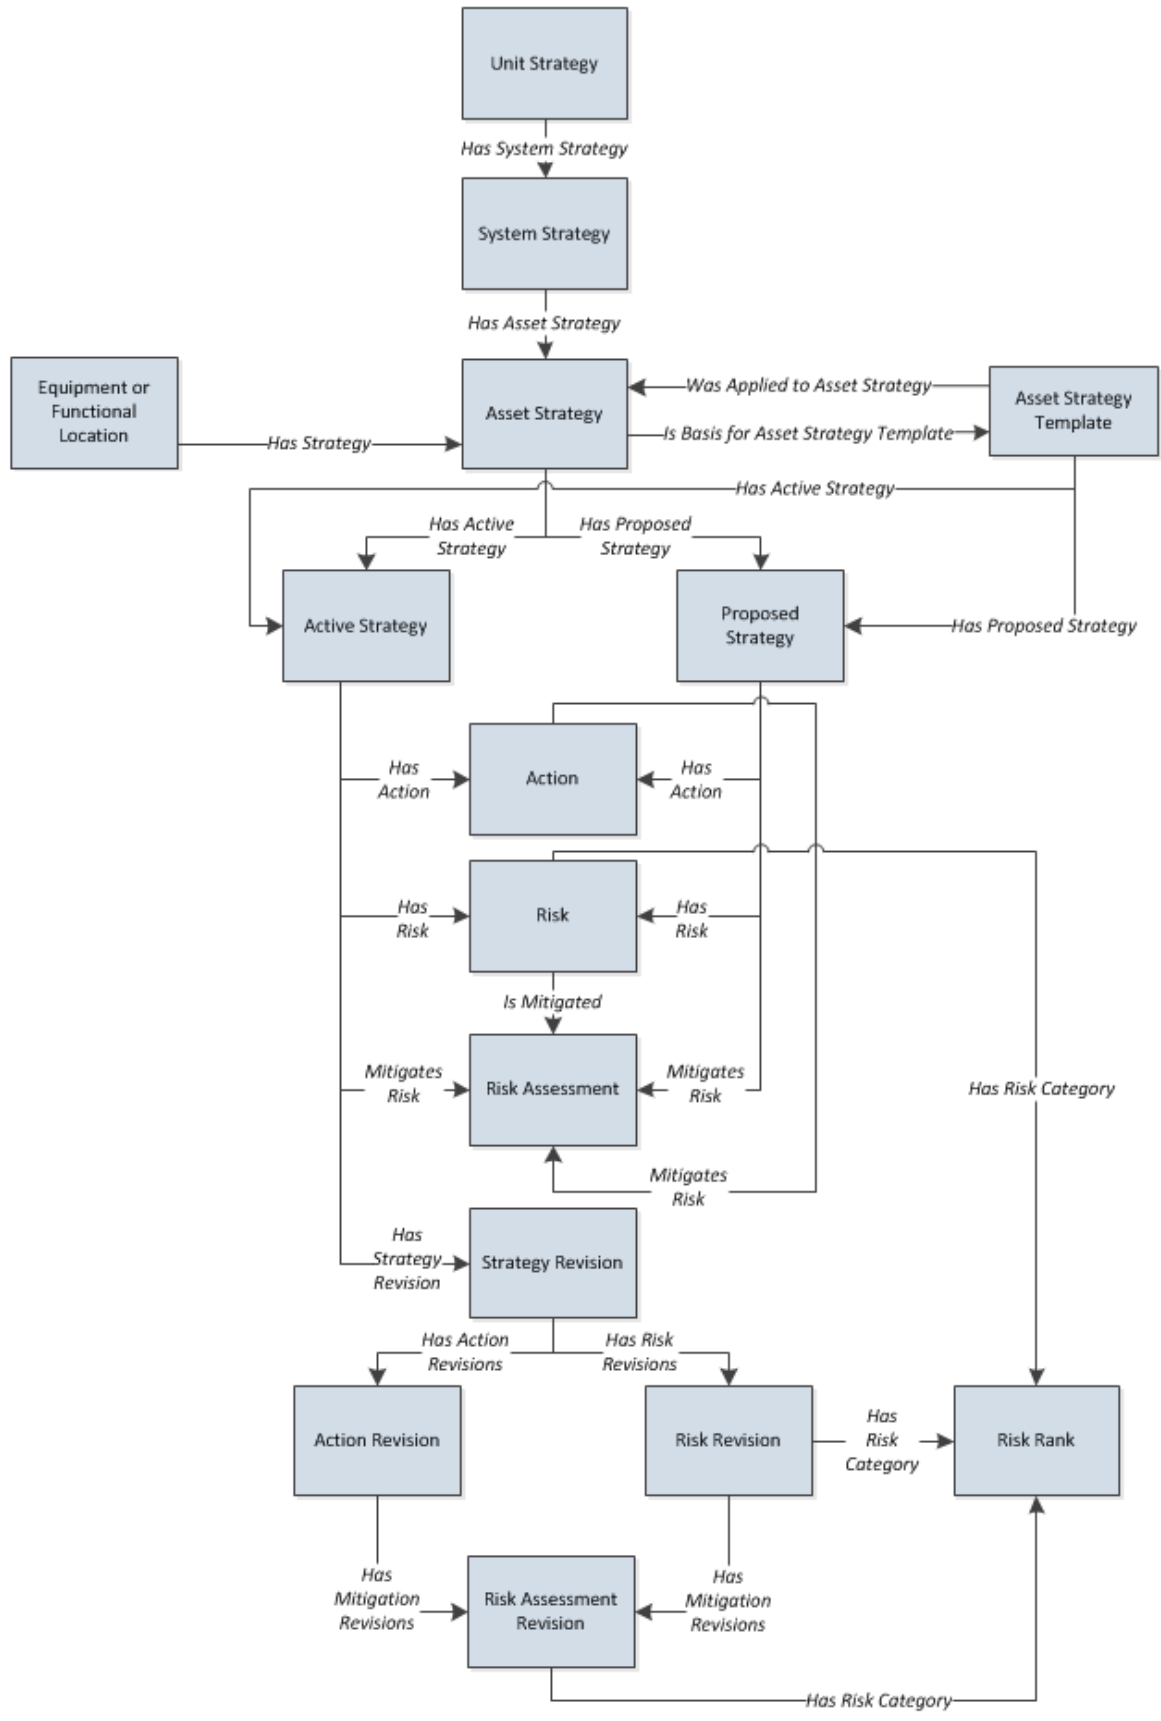 Unit Strategy
Has System Strategy
System Strategy
Has Asset Strategy
Equipment or
Functional
Location
Has Strategy
Asset Strategy
Was Applied to Asset Strategy
Is Basis for Asset Strategy Template
Asset Strategy
Template
Has Active Strategy
Has Active
Strategy
Has Proposed
Strategy
Active Strategy
Proposed
Strategy
Has Proposed Strategy
Has
Action
Action
Has
Action
Has
Risk
Risk
Has
Risk
Is Mitigated
Mitigates
Risk
Risk Assessment
Mitigates
Risk
Has Risk Category
Mitigates
Risk
Has
Strategy
Revision
Strategy Revision
Has Action
Revisions
Has Risk
Revisions
Action Revision
Risk Revision
Has
Risk
Category
Risk Rank
Has
Mitigation
Revisions
Risk Assessment
Revision
Has
Mitigation
Revisions
Has Risk Category